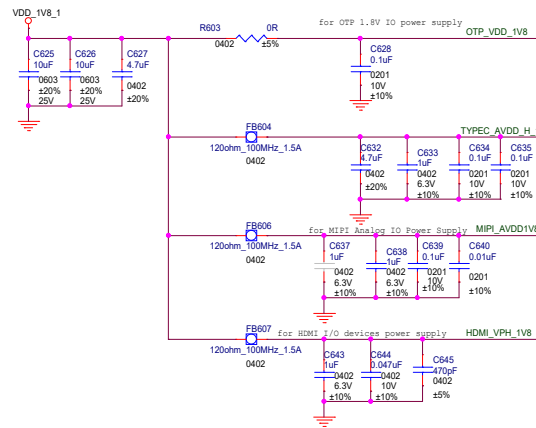 VDD_1V8_1
R603
0R
0402
±5%
for OTP 1.8V IO power supply
OTP_VDD_1V8
C625
10uF
0603
±20%
25V
C626
10uF
0603
±20%
25V
C627
4.7uF
0402
±20%
C628
0.1uF
0201
10V
±10%
FB604
120ohm_100MHz_1.5A
0402
TYPEC_AVDD_H_
C632
4.7uF
0402
±20%
C633
1uF
0402
6.3V
±10%
C634
0.1uF
0201
10V
±10%
C635
0.1uF
0201
10V
±10%
FB606
120ohm_100MHz_1.5A
0402
for MIPI Analog IO Power Supply
MIPI_AVDD1V8
C637
1uF
0402
6.3V
±10%
C638
1uF
0402
6.3V
±10%
C639
0.1uF
0201
10V
±10%
C640
0.01uF
0201
±10%
FB607
120ohm_100MHz_1.5A
0402
for HDMI I/O devices power supply
HDMI_VPH_1V8
C643
1uF
0402
6.3V
±10%
C644
0.047uF
0402
10V
±10%
C645
470pF
0402
±5%